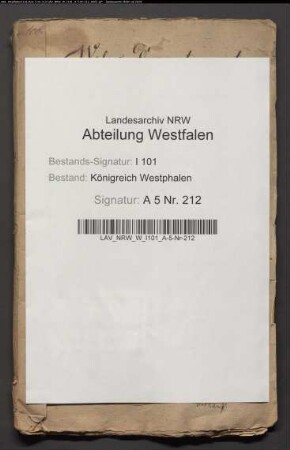 Landesarchiv NRW
Abteilung Westfalen
Bestands-Signatur: I 101
Bestand: Königreich Westphalen
Signatur: A 5 Nr. 212
LAV_NRW_W_I101_A-5-Nr-212